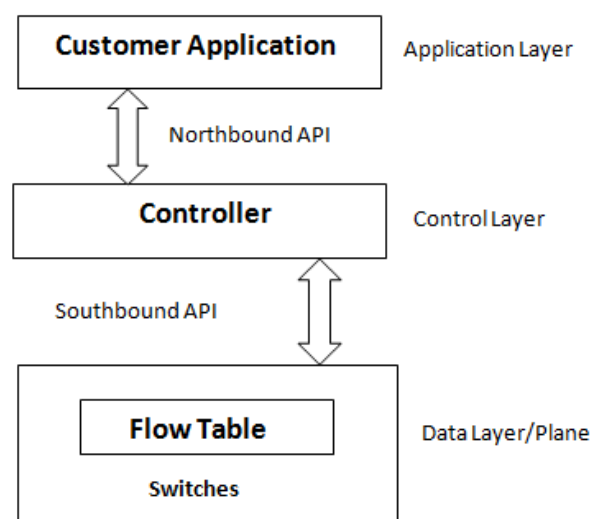 Customer Application
Application Layer
Northbound API
Controller
Control Layer
Southbound API
Flow Table
Data Layer/Plane
Switches